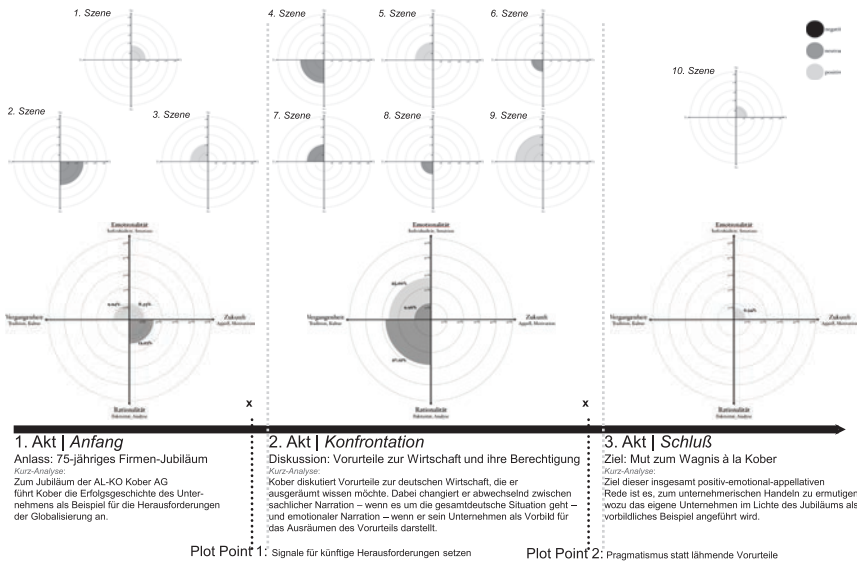 1. Szene
4. Szene
5. Szene
6. Szene
10. Szene
2. Szene
3. Szene
7. Szene
8. Szene
9. Szene
Emotionalität
Emotionalität
Emotionalität
Vergangenheit
Zukunft
Vergangenheit
Zukunft
Vergangenheit
Zukunft
Rationalität
Rationalität
Rationalität
x
x
1. Akt | Anfang
Anlass: 75-jähriges Firmen-Jubiläum
Kurz-Analyse:
Zum Jubiläum der AL-KO Kober AG
führt Kober die Erfolgsgeschichte des Unter-
nehmens als Beispiel für die Herausforderungen
der Globalisierung an.
2. Akt | Konfrontation
Diskussion: Vorurteile zur Wirtschaft und ihre Berechtigung
Kurz-Analyse:
Kober diskutiert Vorurteile zur deutschen Wirtschaft, die er
ausgeräumt wissen möchte. Dabei changiert er abwechselnd zwischen
sachlicher Narration – wenn es um die gesamtdeutsche Situation geht –
und emotionaler Narration – wenn er sein Unternehmen als Vorbild für
das Ausräumen des Vorurteils darstellt.
3. Akt | Schluß
Ziel: Mut zum Wagnis à la Kober
Kurz-Analyse:
Ziel dieser insgesamt positiv-emotional-appellativen
Rede ist es, zum unternehmerischen Handeln zu ermutigen
wozu das eigene Unternehmen im Lichte des Jubiläums als
vorbildliches Beispiel angeführt wird.
Plot Point 1: Signale für künftige Herausforderungen setzen
Plot Point 2: Pragmatismus statt lähmende Vorurteile